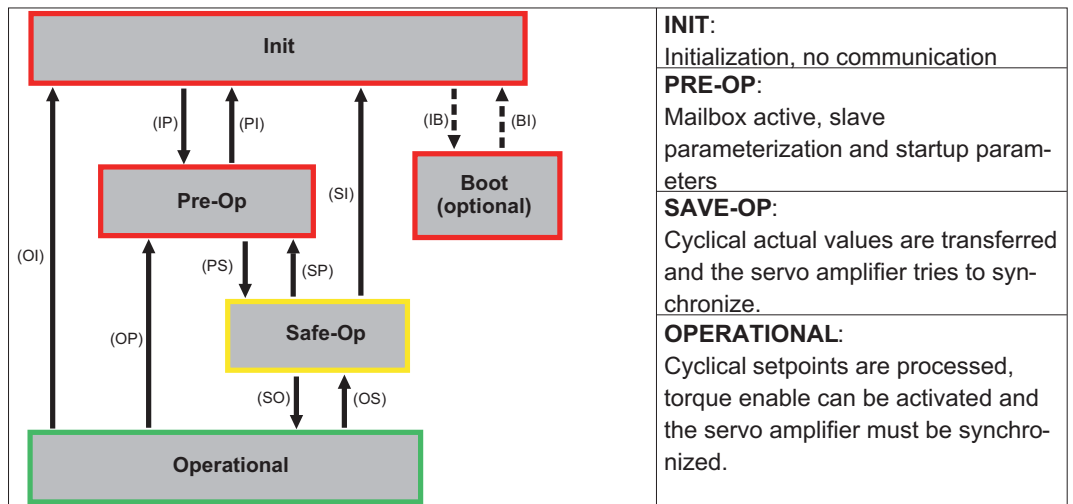 Init
(IP)
(PI)
(IB)
(BI)
Pre-Op
Boot
(optional)
(SI)
(OI)
(PS)
(SP)
Safe-Op
(OP)
(SO)
(OS)
Operational
INIT:
Initialization, no communication
PRE-OP:
Mailbox active, slave
parameterization and startup param-
eters
SAVE-OP:
Cyclical actual values are transferred
and the servo amplifier tries to syn-
chronize.
OPERATIONAL:
Cyclical setpoints are processed,
torque enable can be activated and
the servo amplifier must be synchro-
nized.